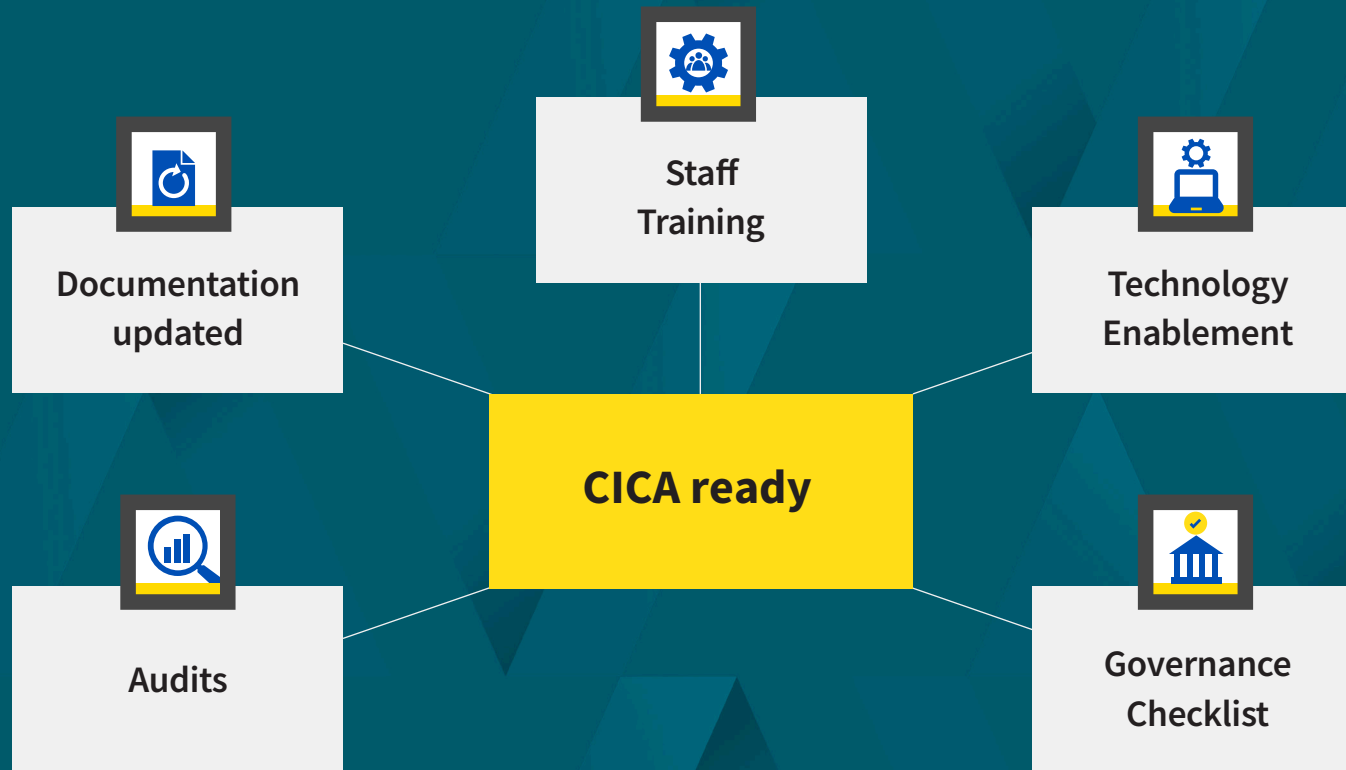 Staff
Training
Documentation
updated
Technology
Enablement
CICA ready
Audits
Governance
Checklist